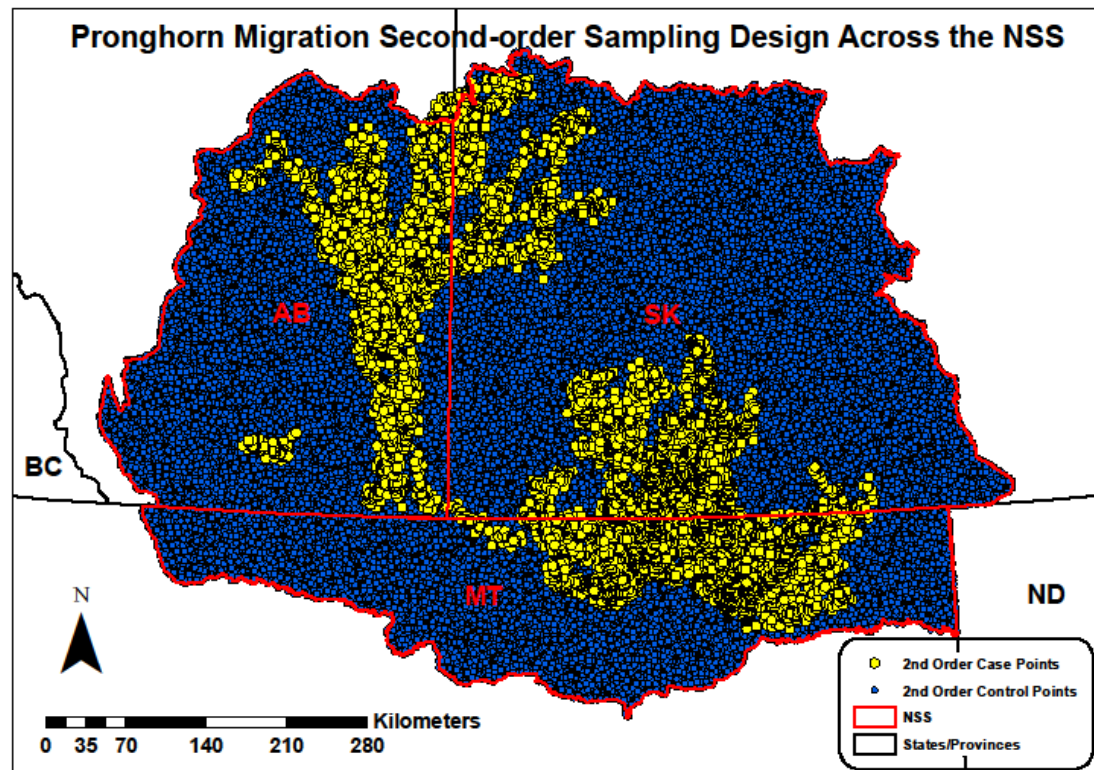 Pronghorn Migration Second-order Sampling Design Across the NSS
AB
SK
BC
MT
ND
N
Kilometers
0 35 70 140 210 280
2nd Order Case Points
2nd Order Control Points
NSS
States/Provinces